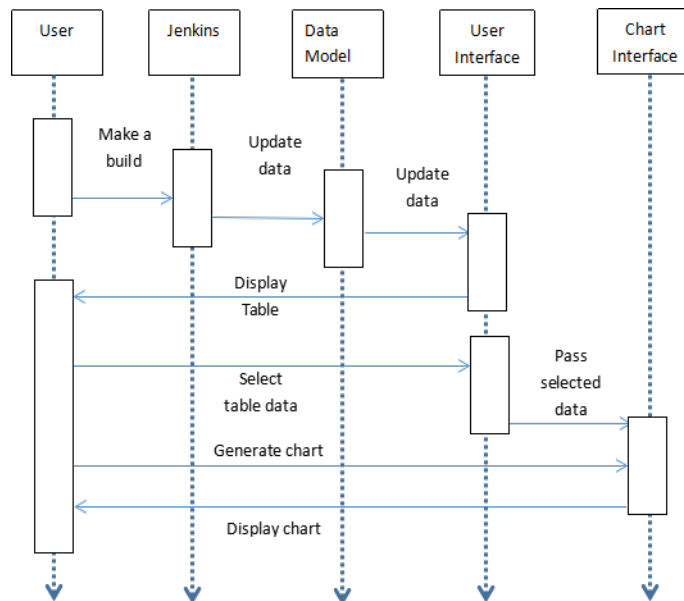 User
Jenkins
Data
Model
User
Interface
Chart
Interface
Make a
build
Update
data
Update
data
Display
Table
Select
table data
Pass
selected
data
Generate chart
Display chart